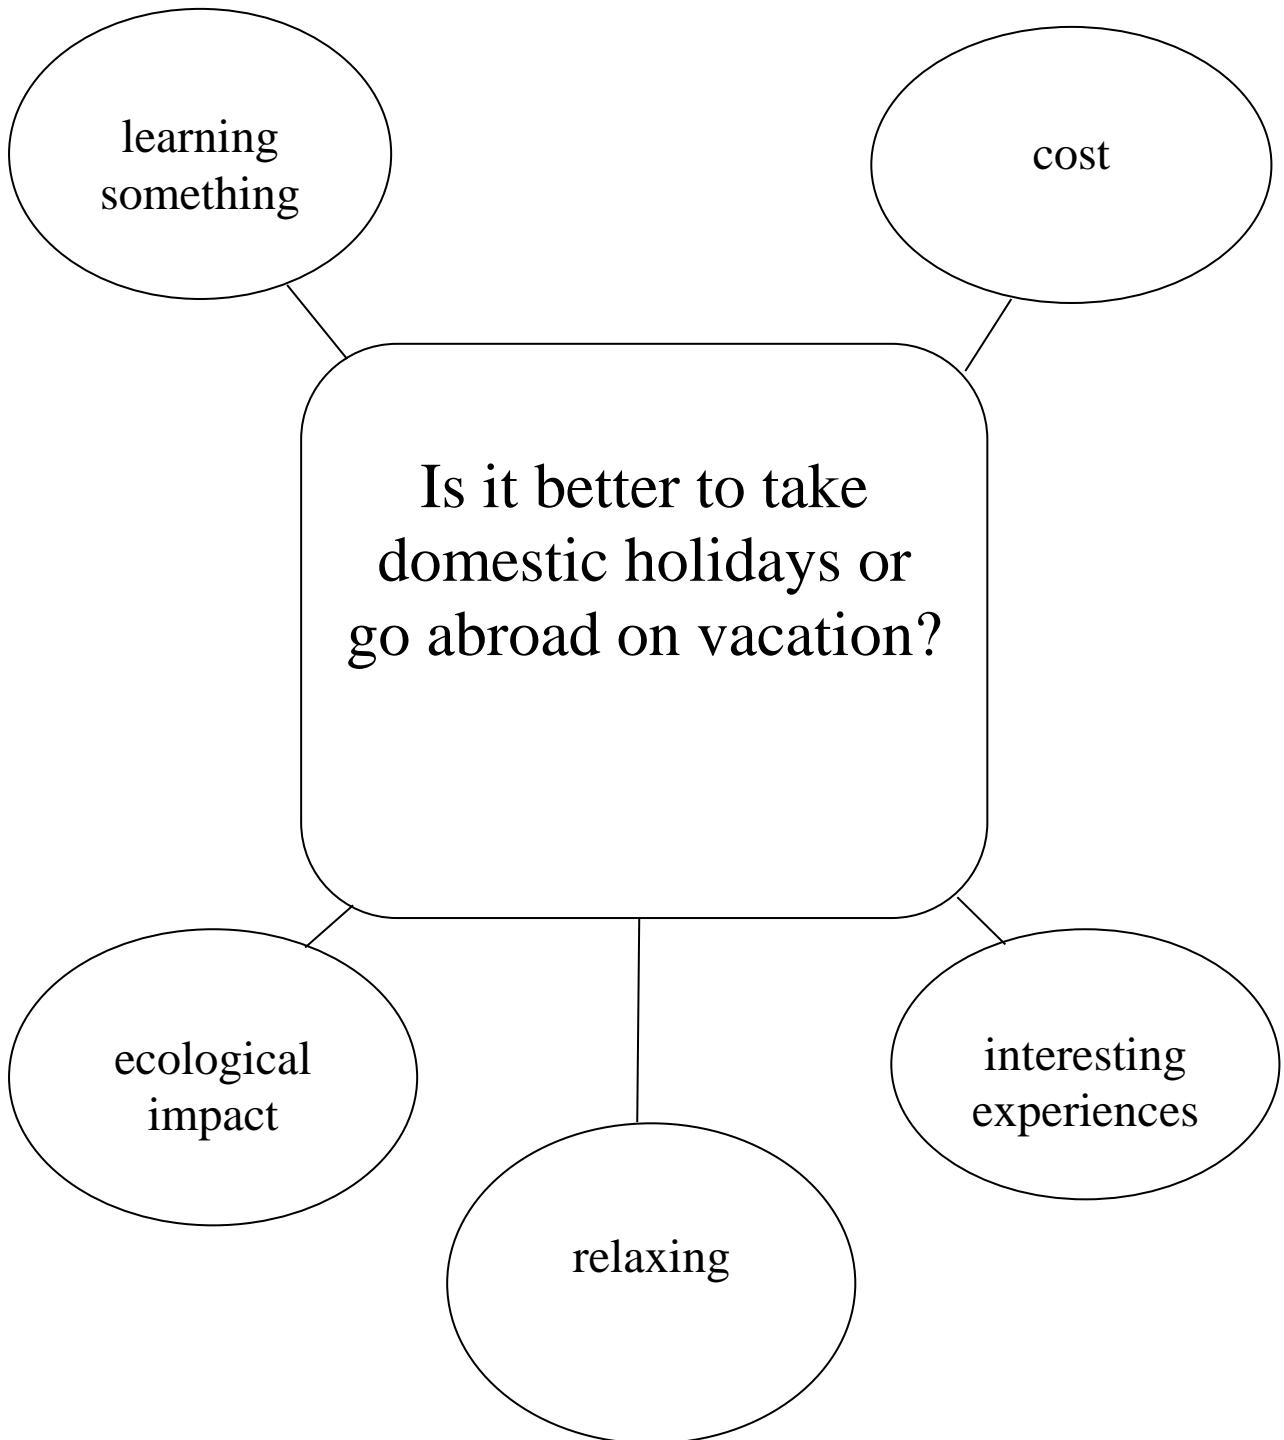 learning
something
cost
Is it better to take
domestic holidays or
go abroad on vacation?
ecological
impact
interesting
experiences
relaxing